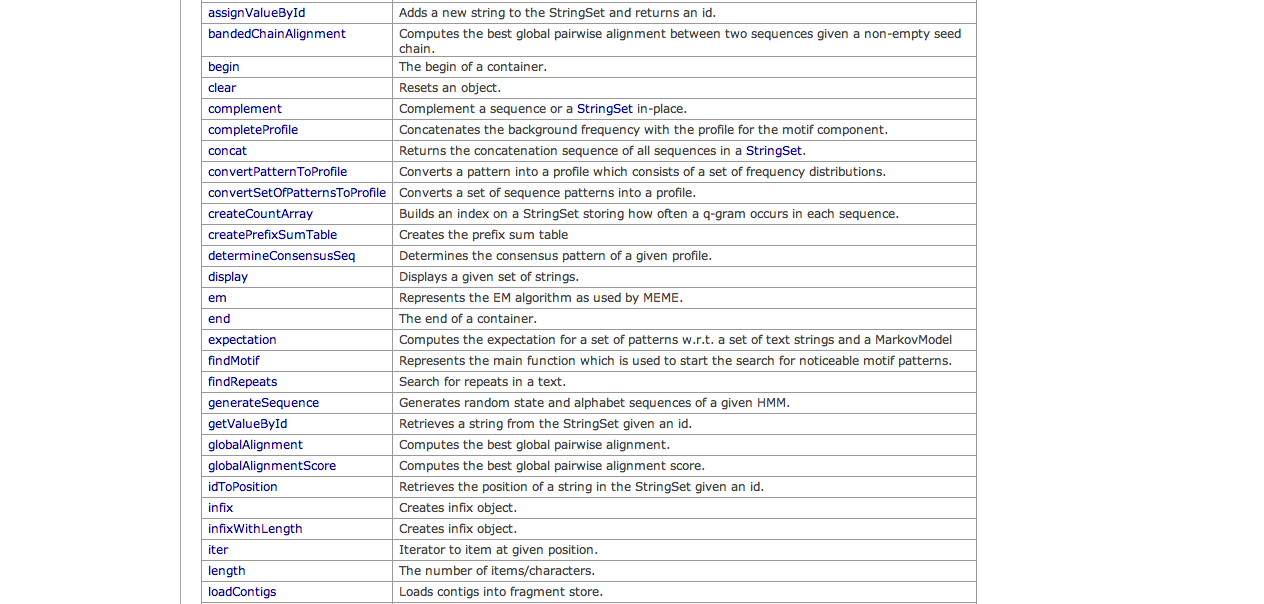 assignValueById Adds a new string to the StringSet and returns an id.
bandedChainAlignment Computes the best global pairwise alignment between two sequences given a non-empty seed
chain.
begin The begin of a container.
clear Resets an object.
complement Complement a sequence or a StringSet in-place.
completeProfile Concatenates the background frequency with the profile for the motif component.
concat Returns the concatenation sequence of all sequences in a StringSet.
convertPatternToProfile Converts a pattern into a profile which consists of a set of frequency distributions.
convertSetOfPatternsToProfile Converts a set of sequence patterns into a profile.
createCountArray Builds an index on a StringSet storing how often a q-gram occurs in each sequence.
createPrefixSumTable Creates the prefix sum table
determineConsensusSeq Determines the consensus pattern of a given profile.
display Displays a given set of strings.
em Represents the EM algorithm as used by MEME.
end The end of a container.
expectation Computes the expectation for a set of patterns w.r.t. a set of text strings and a MarkovModel
findMotif Represents the main function which is used to start the search for noticeable motif patterns.
findRepeats Search for repeats in a text.
generateSequence Generates random state and alphabet sequences of a given HMM.
getValueById Retrieves a string from the StringSet given an id.
globalAlignment Computes the best global pairwise alignment.
globalAlignmentScore Computes the best global pairwise alignment score.
idToPosition Retrieves the position of a string in the StringSet given an id.
infix Creates infix object.
infixWithLength Creates infix object.
iter Iterator to item at given position.
length The number of items/characters.
loadContigs Loads contigs into fragment store.